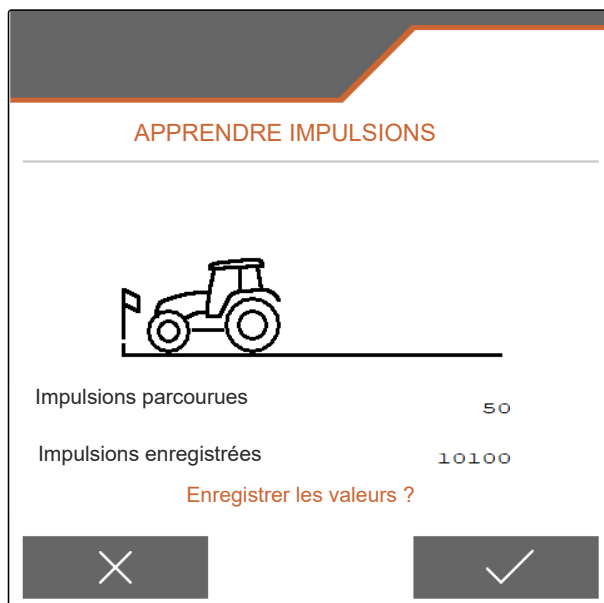 APPRENDRE IMPULSIONS
Impulsions parcourues 50
Impulsions enregistrées 10100
Enregistrer les valeurs ?